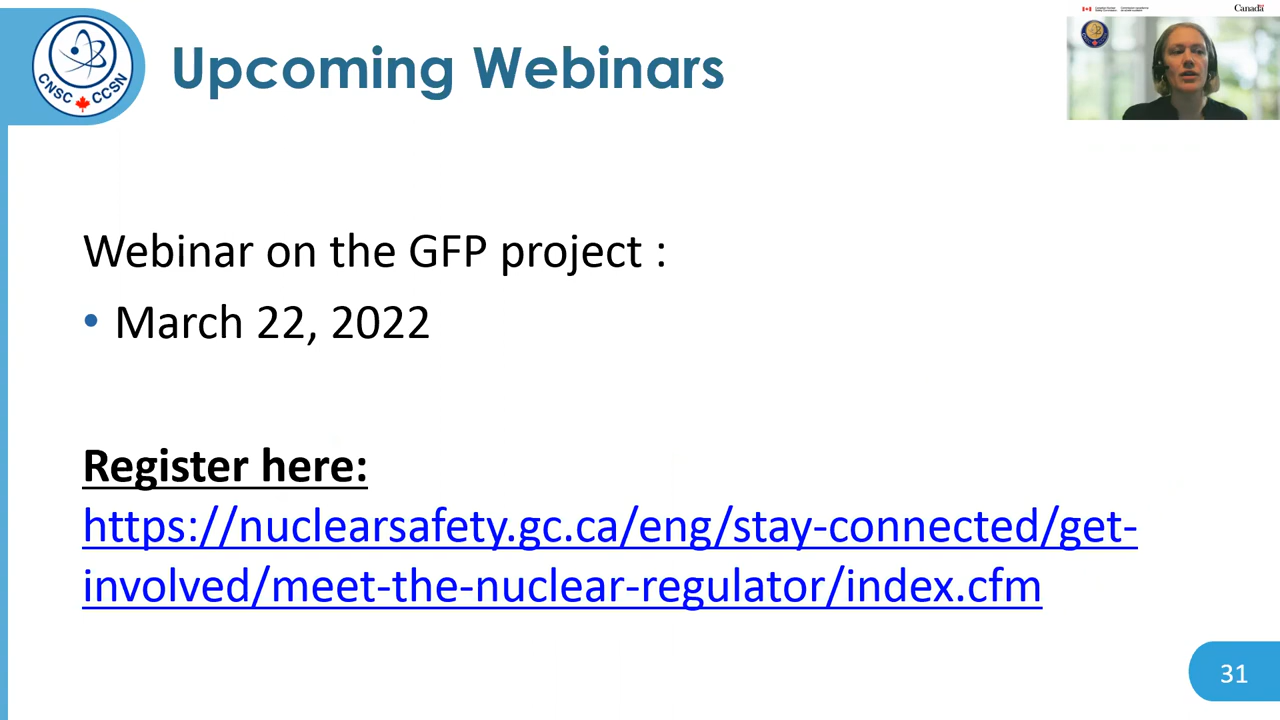 Upcoming Webinars
CNSC CCSN
Canada
Webinar on the GFP project :
• March 22, 2022
Register here:
https://nuclearsafety.gc.ca/eng/stay-connected/get-
involved/meet-the-nuclear-regulator/index.cfm
31